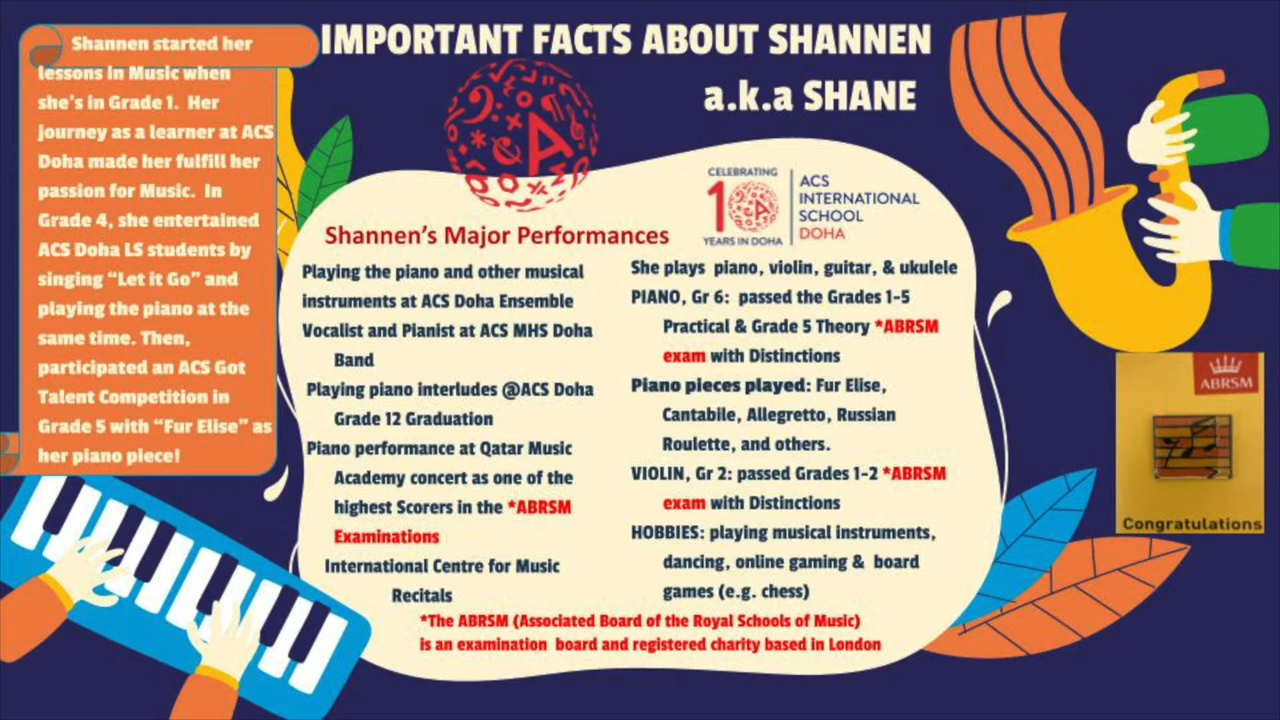 IMPORTANT FACTS ABOUT SHANNEN
a.k.a SHANE
Shannen started her
lessons in Music when
she's in Grade 1. Her
journey as a learner at ACS
Doha made her fulfill her
passion for Music. In
Grade 4, she entertained
ACS Doha LS students by
singing “Let it Go” and
playing the piano at the
same time. Then,
participated an ACS Got
Talent Competition in
Grade 5 with “Fur Elise” as
her piano piece!
CELEBRATING
10
YEARS IN DOHA
ACS
INTERNATIONAL
SCHOOL
DOHA
Shannen’s Major Performances
Playing the piano and other musical
instruments at ACS Doha Ensemble
Vocalist and Pianist at ACS MHS Doha
Band
Playing piano interludes @ACS Doha
Grade 12 Graduation
Piano performance at Qatar Music
Academy concert as one of the
highest Scorers in the *ABRSM
Examinations
International Centre for Music
Recitals
She plays piano, violin, guitar, & ukulele
PIANO, Gr 6: passed the Grades 1-5
Practical & Grade 5 Theory *ABRSM
exam with Distinctions
Piano pieces played: Fur Elise,
Cantabile, Allegretto, Russian
Roulette, and others.
VIOLIN, Gr 2: passed Grades 1-2 *ABRSM
exam with Distinctions
HOBBIES: playing musical instruments,
dancing, online gaming & board
games (e.g. chess)
*The ABRSM (Associated Board of the Royal Schools of Music)
is an examination board and registered charity based in London
ABRSM
Congratulations